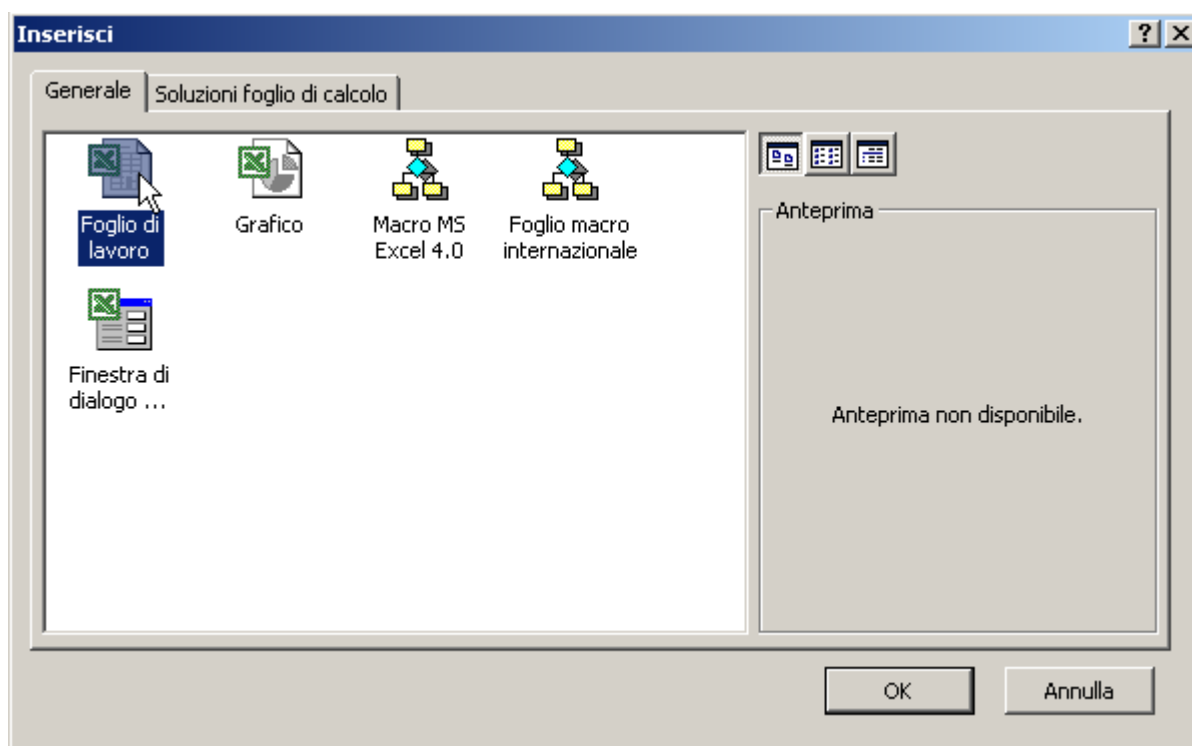 Inserisci
Generale
Soluzioni foglio di calcolo
Foglio di
lavoro
Grafico
Macro MS
Excel 4.0
Foglio macro
internazionale
Finestra di
dialogo ...
Anteprima
Anteprima non disponibile.
OK
Annulla